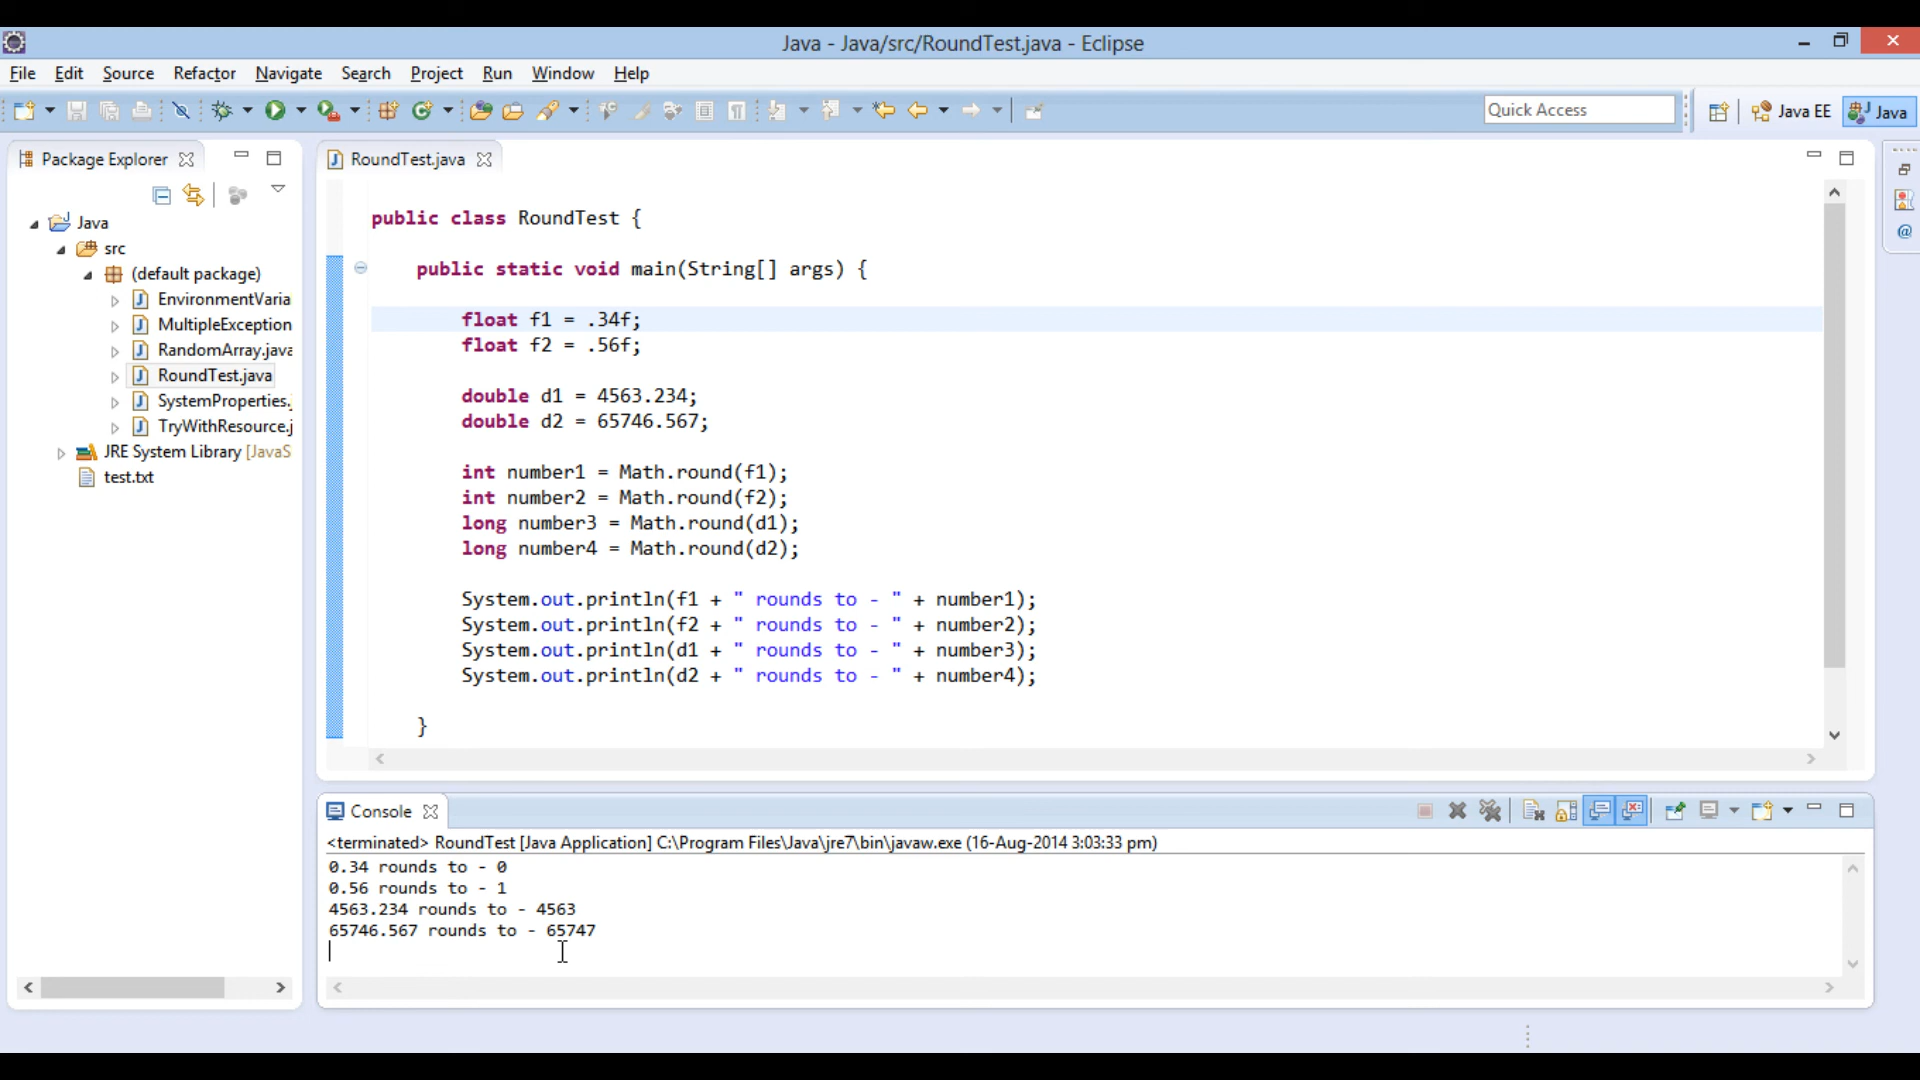 Java - Java/src/RoundTest.java - Eclipse
File Edit Source Refactor Navigate Search Project Run Window Help
Quick Access
Java EE
Java
Package Explorer
RoundTest.java
Java
src
(default package)
EnvironmentVaria
MultipleException
RandomArray.java
RoundTest.java
SystemProperties.
TryWithResource.j
JRE System Library [JavaS
test.txt
public class RoundTest {
public static void main(String[] args) {
float f1 = .34f;
float f2 = .56f;
double d1 = 4563.234;
double d2 = 65746.567;
int number1 = Math.round(f1);
int number2 = Math.round(f2);
long number3 = Math.round(d1);
long number4 = Math.round(d2);
System.out.println(f1 + " rounds to - " + number1);
System.out.println(f2 + " rounds to - " + number2);
System.out.println(d1 + " rounds to - " + number3);
System.out.println(d2 + " rounds to - " + number4);
}
Console
<terminated> RoundTest [Java Application] C:\Program Files\Java\jre7\bin\javaw.exe (16-Aug-2014 3:03:33 pm)
0.34 rounds to - 0
0.56 rounds to - 1
4563.234 rounds to - 4563
65746.567 rounds to - 65747